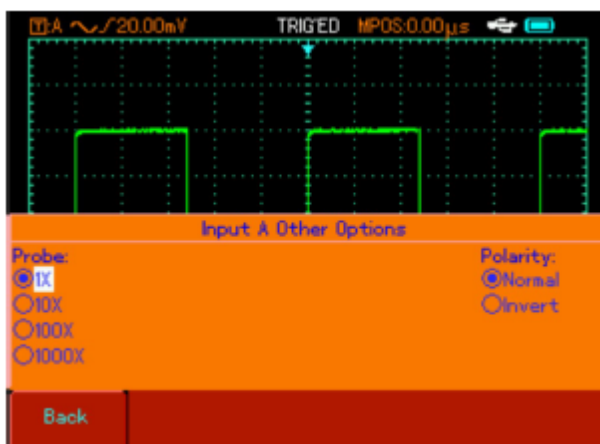 T:A 20.00mV TRIG'ED MPOS:0.00μs
Input A Other Options
Probe: Polarity:
1X Normal
10X Invert
100X
1000X
Back